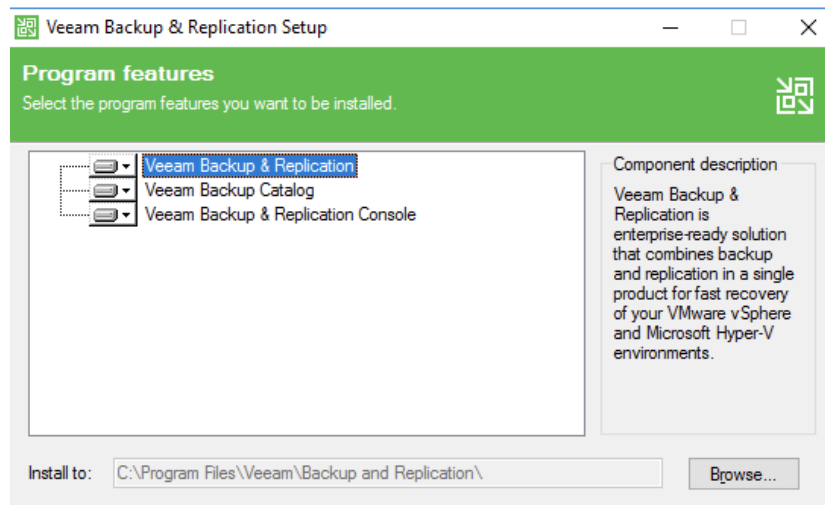 Veeam Backup & Replication Setup
Program features
Select the program features you want to be installed.
Veeam Backup & Replication
Veeam Backup Catalog
Veeam Backup & Replication Console
Component description
Veeam Backup &
Replication is
enterprise-ready solution
that combines backup
and replication in a single
product for fast recovery
of your VMware vSphere
and Microsoft Hyper-V
environments.
Install to:
C:\Program Files\Veeam\Backup and Replication\
Browse...